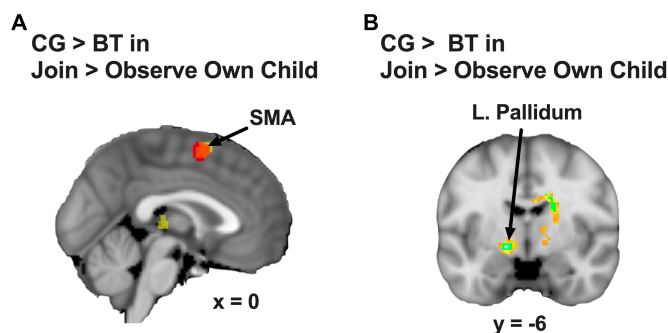 A
CG > BT in
Join > Observe Own Child
SMA
x = 0
B
CG > BT in
Join > Observe Own Child
L. Pallidum
y = -6